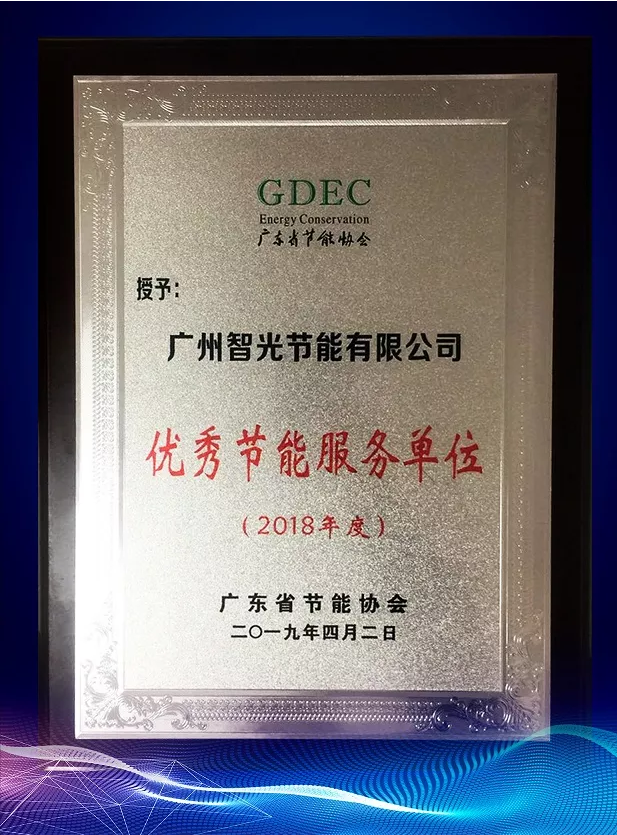 GDEC
Energy Conservation
广东省节能协会
授予：
广州智光节能有限公司
优秀节能服务单位
（2018年度）
广东省节能协会
二〇一九年四月二日